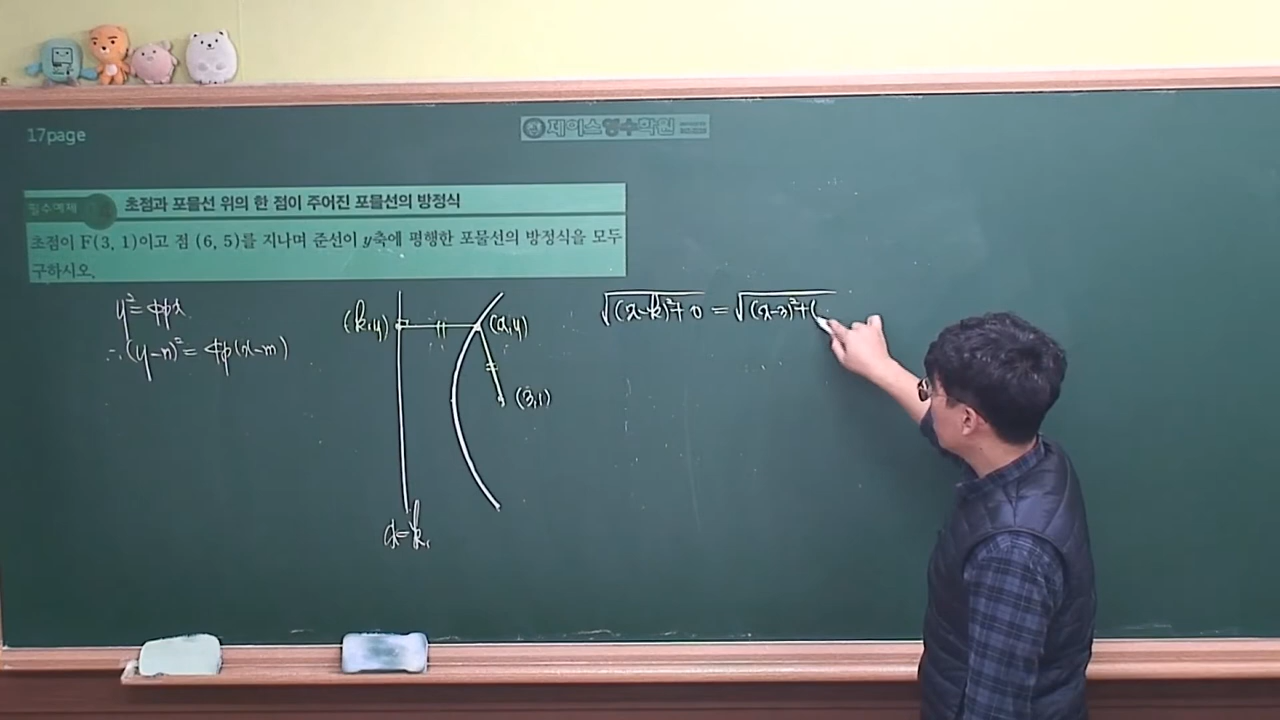 17page
제이스영수학원
필수예제
초점과 포물선 위의 한 점이 주어진 포물선의 방정식
초점이 F(3, 1)이고 점 (6, 5)를 지나며 준선이 y축에 평행한 포물선의 방정식을 모두
구하시오.
y²=4px
∴(y-n)²=4p(x-m)
(k,y)
(x,y)
(3,1)
x=k
√(x-k)²+0 = √(x-3)²+(